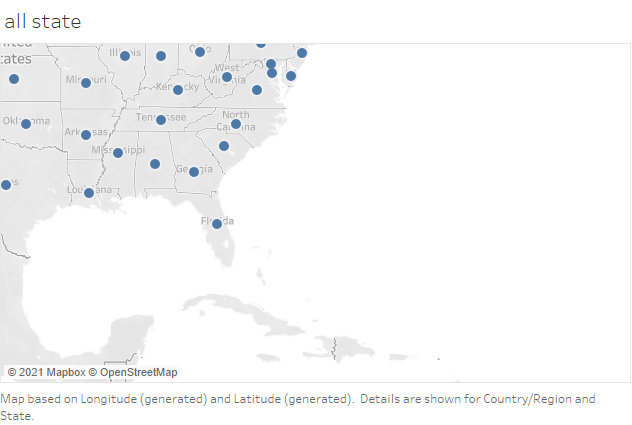 all state
Illinois
Ohio
West
Virginia
Missouri
Kentucky
Oklahoma
Tennessee
North
Carolina
Arkansas
Mississippi
Georgia
Louisiana
Florida
© 2021 Mapbox © OpenStreetMap
Map based on Longitude (generated) and Latitude (generated).  Details are shown for Country/Region and
State.